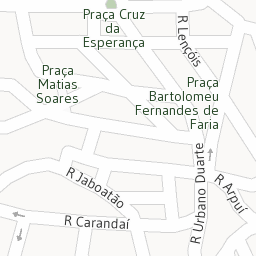 Praça Cruz
da
Esperança
R Lençóis
Praça
Matias
Soares
Praça
Bartolomeu
Fernandes de
Faria
R Urbano Duarte
R Arpuí
R Jaboatão
R Carandaí